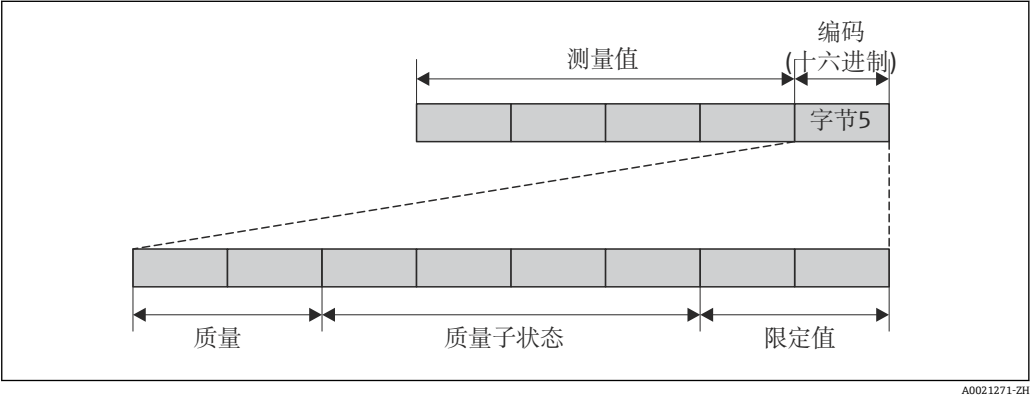 编码
测量值
(十六进制)
字节5
质量
质量子状态
限定值
A0021271-ZH